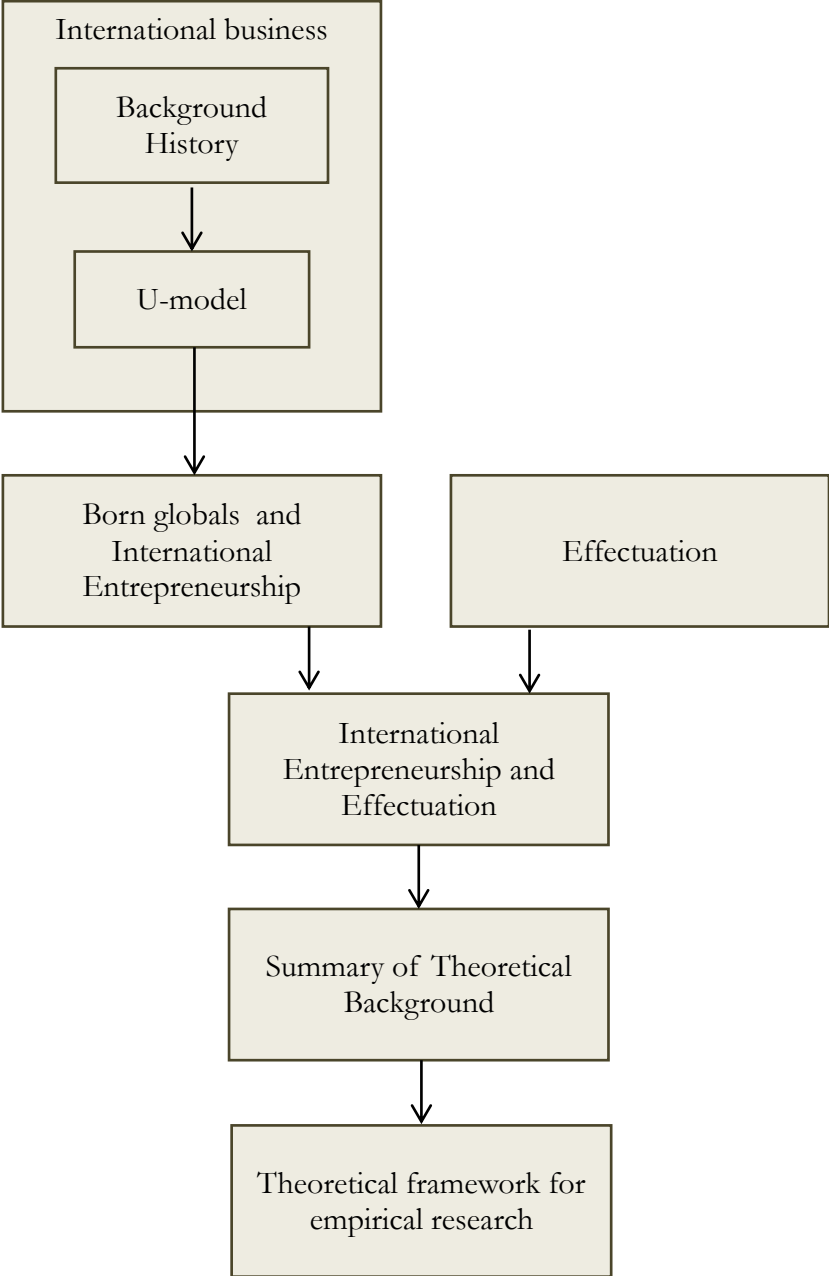 International business
Background
History
U-model
Born globals and
International
Entrepreneurship
Effectuation
International
Entrepreneurship and
Effectuation
Summary of Theoretical
Background
Theoretical framework for
empirical research